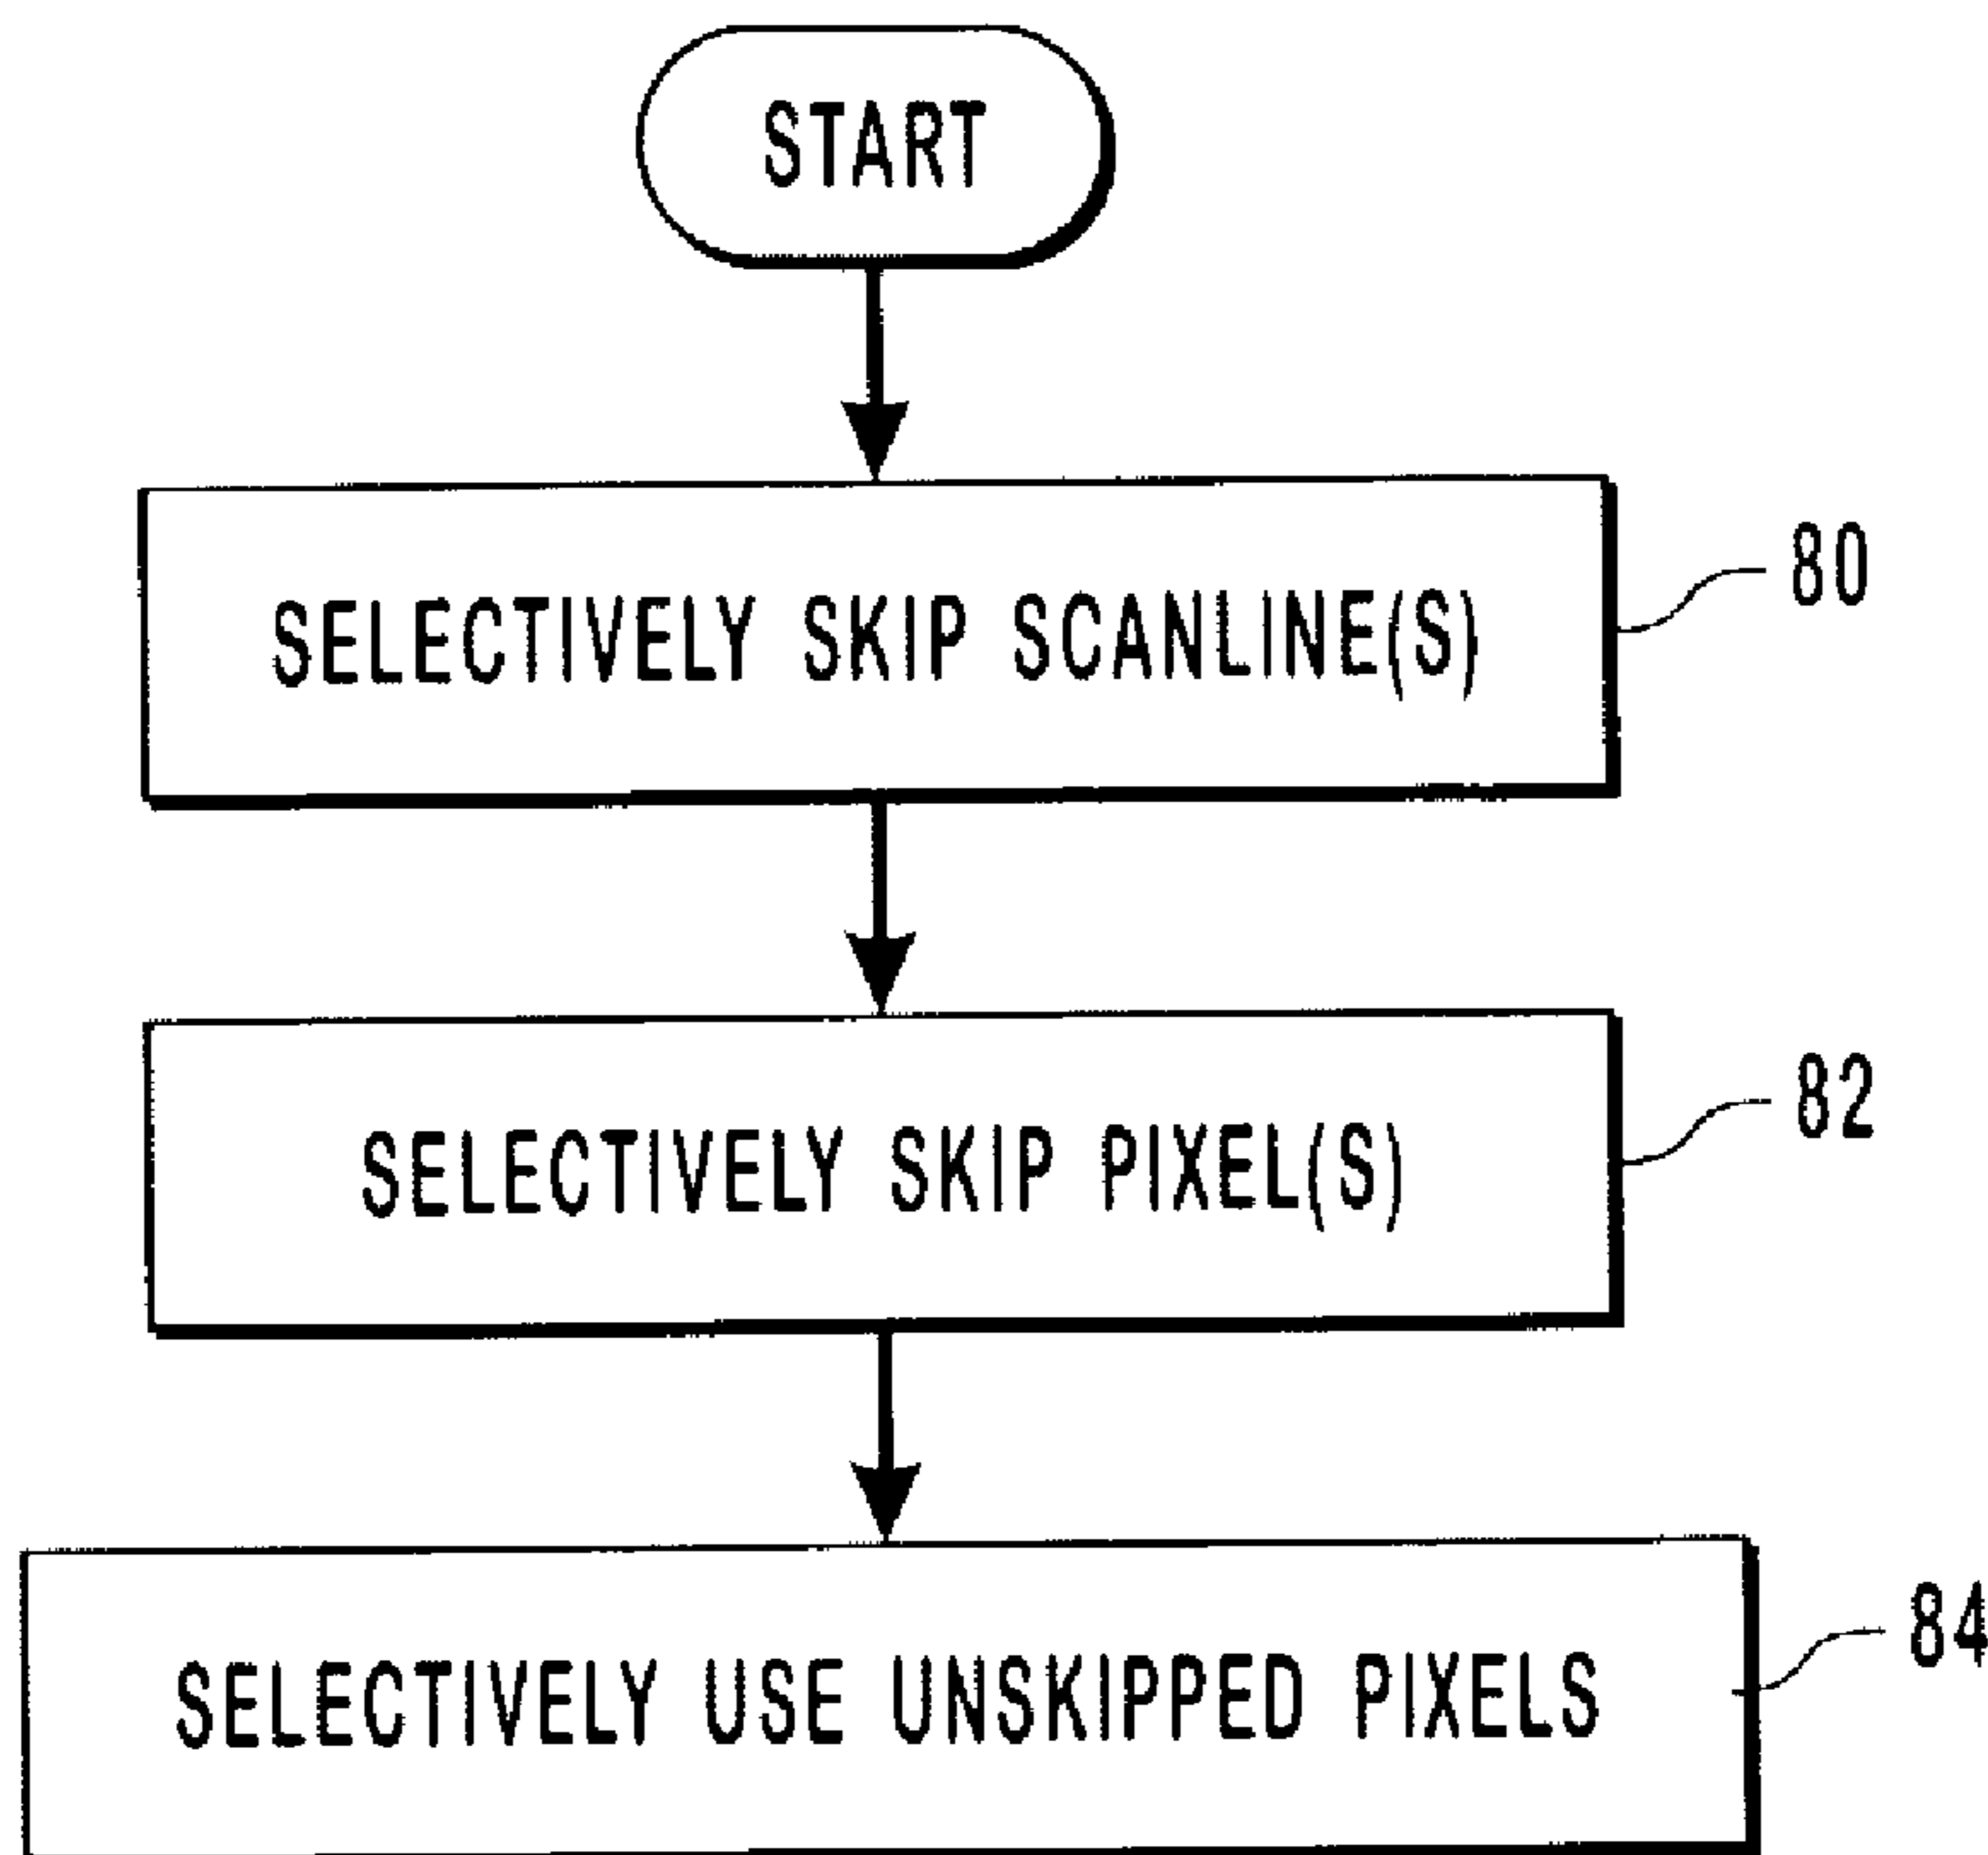 START
SELECTIVELY SKIP SCANLINE(S)
80
SELECTIVELY SKIP PIXEL(S)
82
SELECTIVELY USE UNSKIPPED PIXELS
84